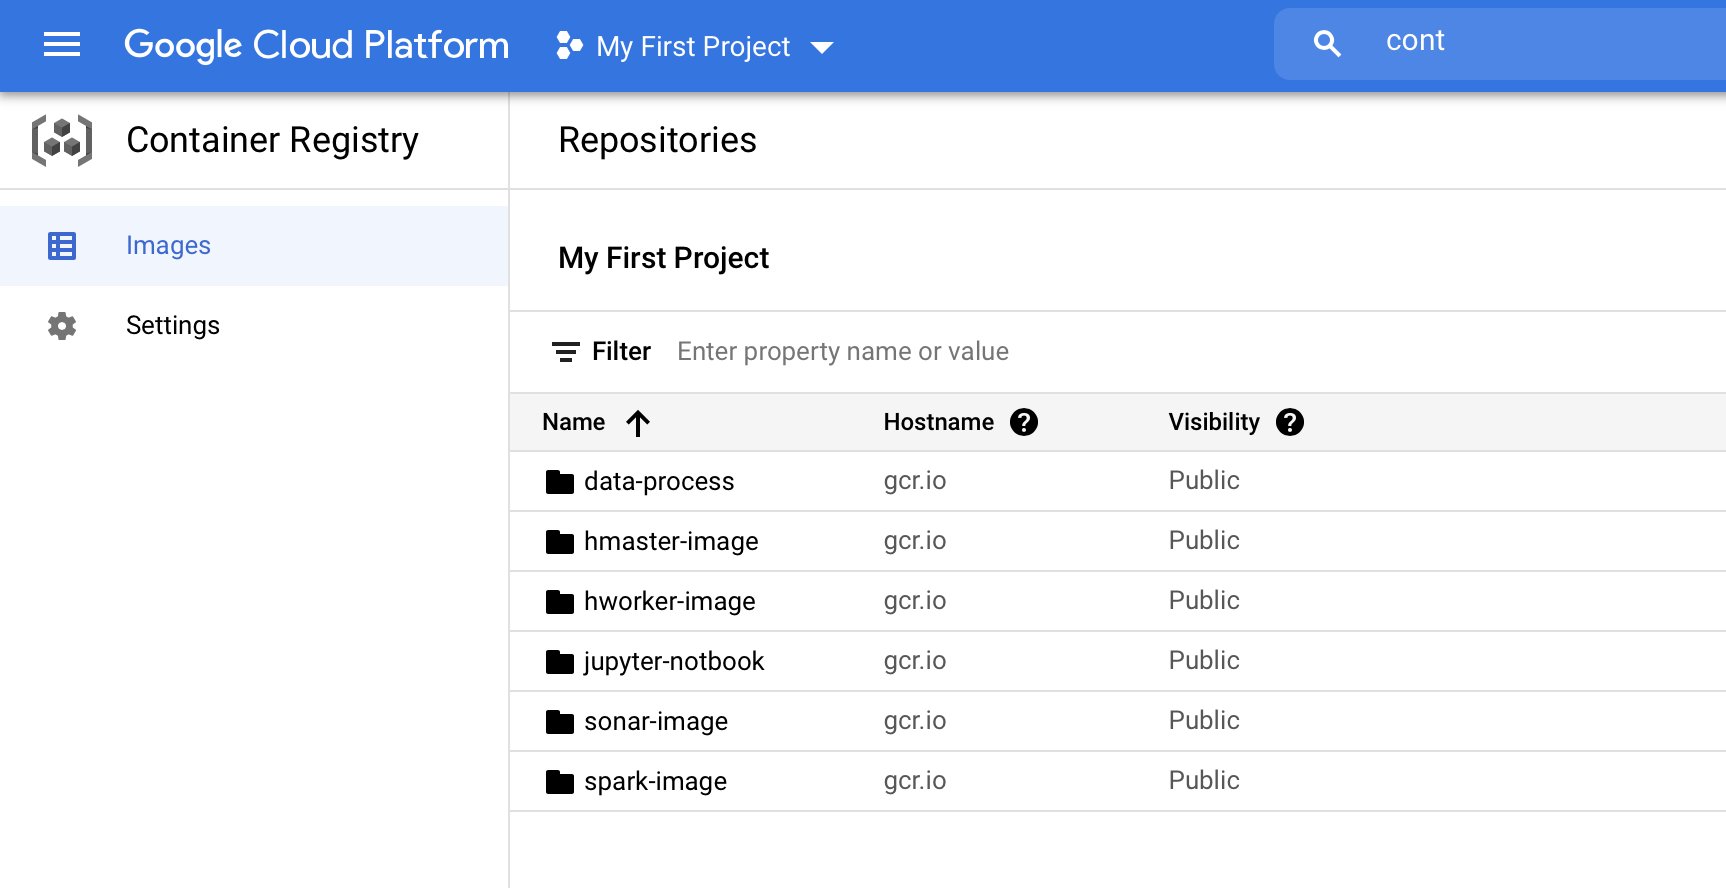 Google Cloud Platform My First Project cont
Container Registry
Repositories
Images
Settings
My First Project
Filter Enter property name or value
Name Hostname Visibility
data-process gcr.io Public
hmaster-image gcr.io Public
hworker-image gcr.io Public
jupyter-notbook gcr.io Public
sonar-image gcr.io Public
spark-image gcr.io Public